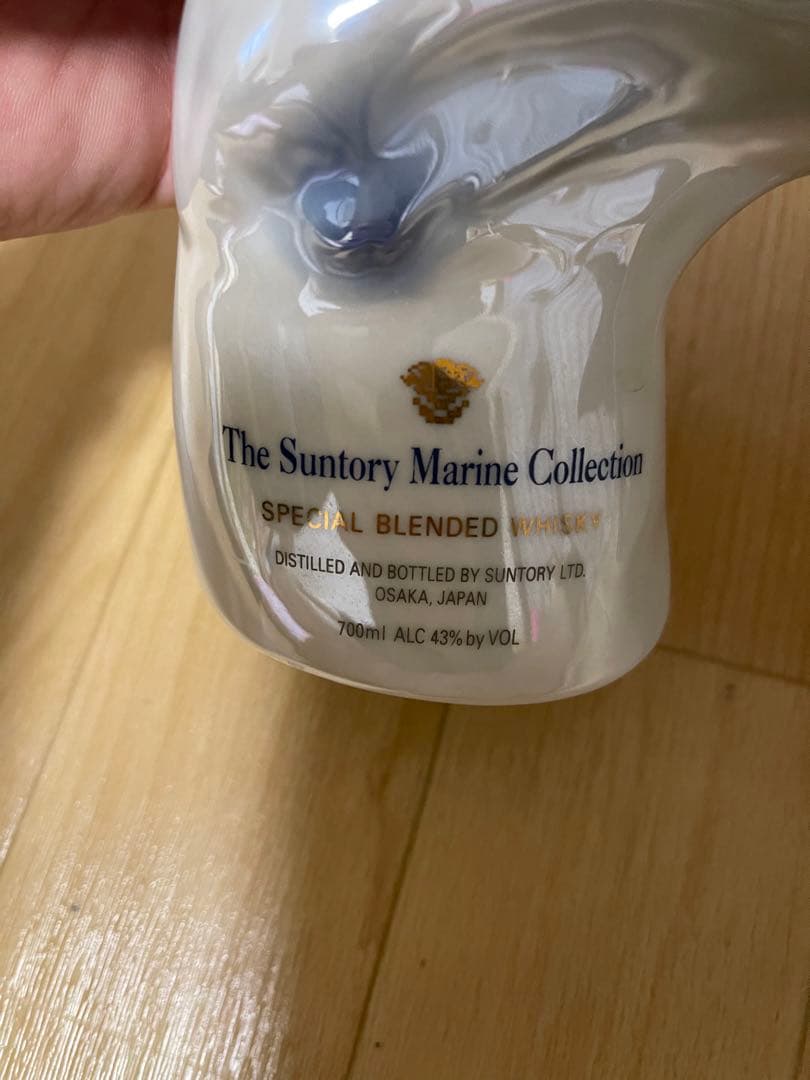 The Suntory Marine Collection
SPECIAL BLENDED WHISKY
DISTILLED AND BOTTLED BY SUNTORY LTD.
OSAKA, JAPAN
700ml ALC 43% by VOL